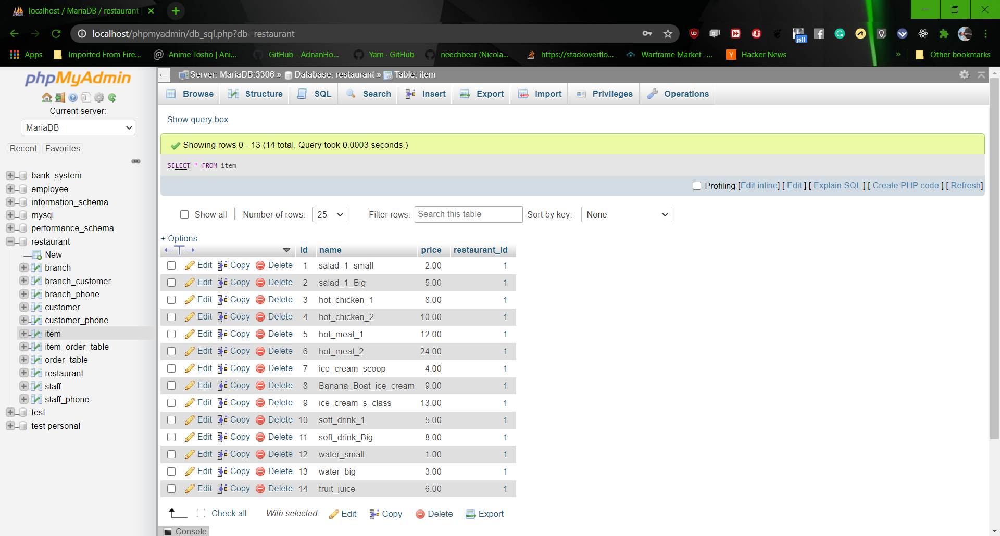 localhost / MariaDB / restaurant
localhost/phpmyadmin/db_sql.php?db=restaurant
Apps
Imported From Fire...
Anime Tosho | Ani...
GitHub - AdnanHo...
Yarn · GitHub
neechbear (Nicola...
https://stackoverflo...
Warframe Market -...
Hacker News
»
Other bookmarks
phpMyAdmin
Current server:
MariaDB
Recent Favorites
bank_system
employee
information_schema
mysql
performance_schema
restaurant
New
branch
branch_customer
branch_phone
customer
customer_phone
item
item_order_table
order_table
restaurant
staff
staff_phone
test
test personal
Server: MariaDB:3306 » Database: restaurant » Table: item
Browse Structure SQL Search Insert Export Import Privileges Operations
Show query box
Showing rows 0 - 13 (14 total, Query took 0.0003 seconds.)
SELECT * FROM item
Profiling [Edit inline] [ Edit ] [ Explain SQL ] [ Create PHP code ] [ Refresh]
Show all | Number of rows: 25 Filter rows: Search this table Sort by key: None
+ Options
←T→ id name price restaurant_id
Edit Copy Delete 1 salad_1_small 2.00 1
Edit Copy Delete 2 salad_1_Big 5.00 1
Edit Copy Delete 3 hot_chicken_1 8.00 1
Edit Copy Delete 4 hot_chicken_2 10.00 1
Edit Copy Delete 5 hot_meat_1 12.00 1
Edit Copy Delete 6 hot_meat_2 24.00 1
Edit Copy Delete 7 ice_cream_scoop 4.00 1
Edit Copy Delete 8 Banana_Boat_ice_cream 9.00 1
Edit Copy Delete 9 ice_cream_s_class 13.00 1
Edit Copy Delete 10 soft_drink_1 5.00 1
Edit Copy Delete 11 soft_drink_Big 8.00 1
Edit Copy Delete 12 water_small 1.00 1
Edit Copy Delete 13 water_big 3.00 1
Edit Copy Delete 14 fruit_juice 6.00 1
Check all With selected: Edit Copy Delete Export
Console